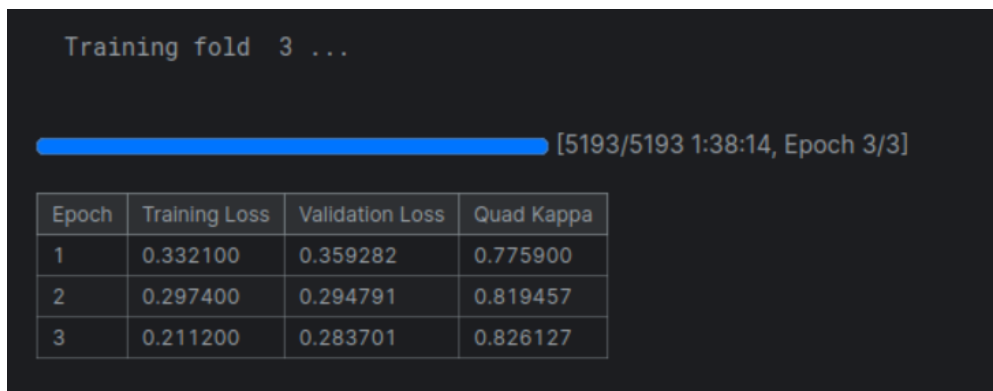 Training fold 3 ...
[5193/5193 1:38:14, Epoch 3/3]
Epoch Training Loss Validation Loss Quad Kappa
1 0.332100 0.359282 0.775900
2 0.297400 0.294791 0.819457
3 0.211200 0.283701 0.826127